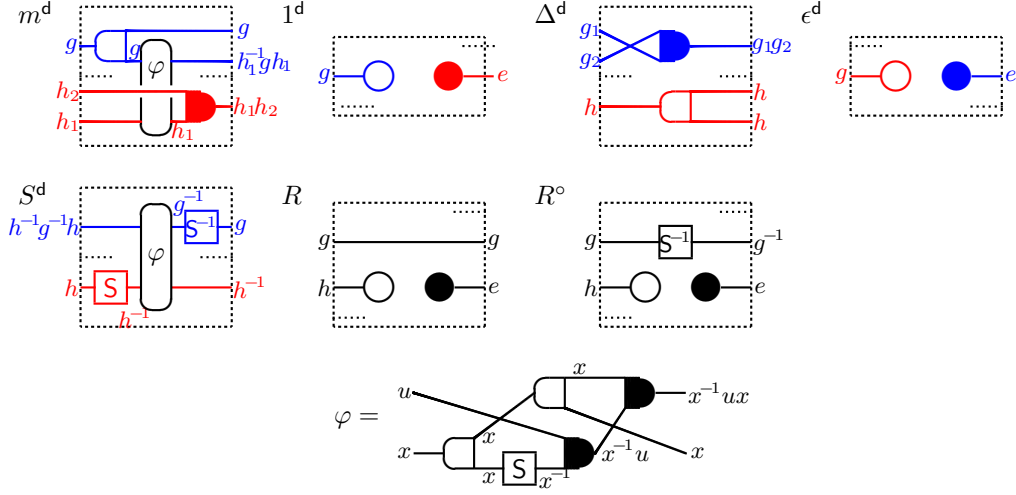 m^d 1^d Δ^d ϵ^d
g g g
φ h_1^{-1}gh_1
h_2
h_1 h_1 h_1h_2
g e
g_1
g_2 g_1g_2
h h
h
g e
S^d R R°
h^{-1}g^{-1}h g^{-1} S^{-1} g
φ
h S h^{-1} h^{-1}
g g
h e
g S^{-1} g^{-1}
h e
φ =
u x x^{-1}ux
x x x^{-1}u x
x S x^{-1}